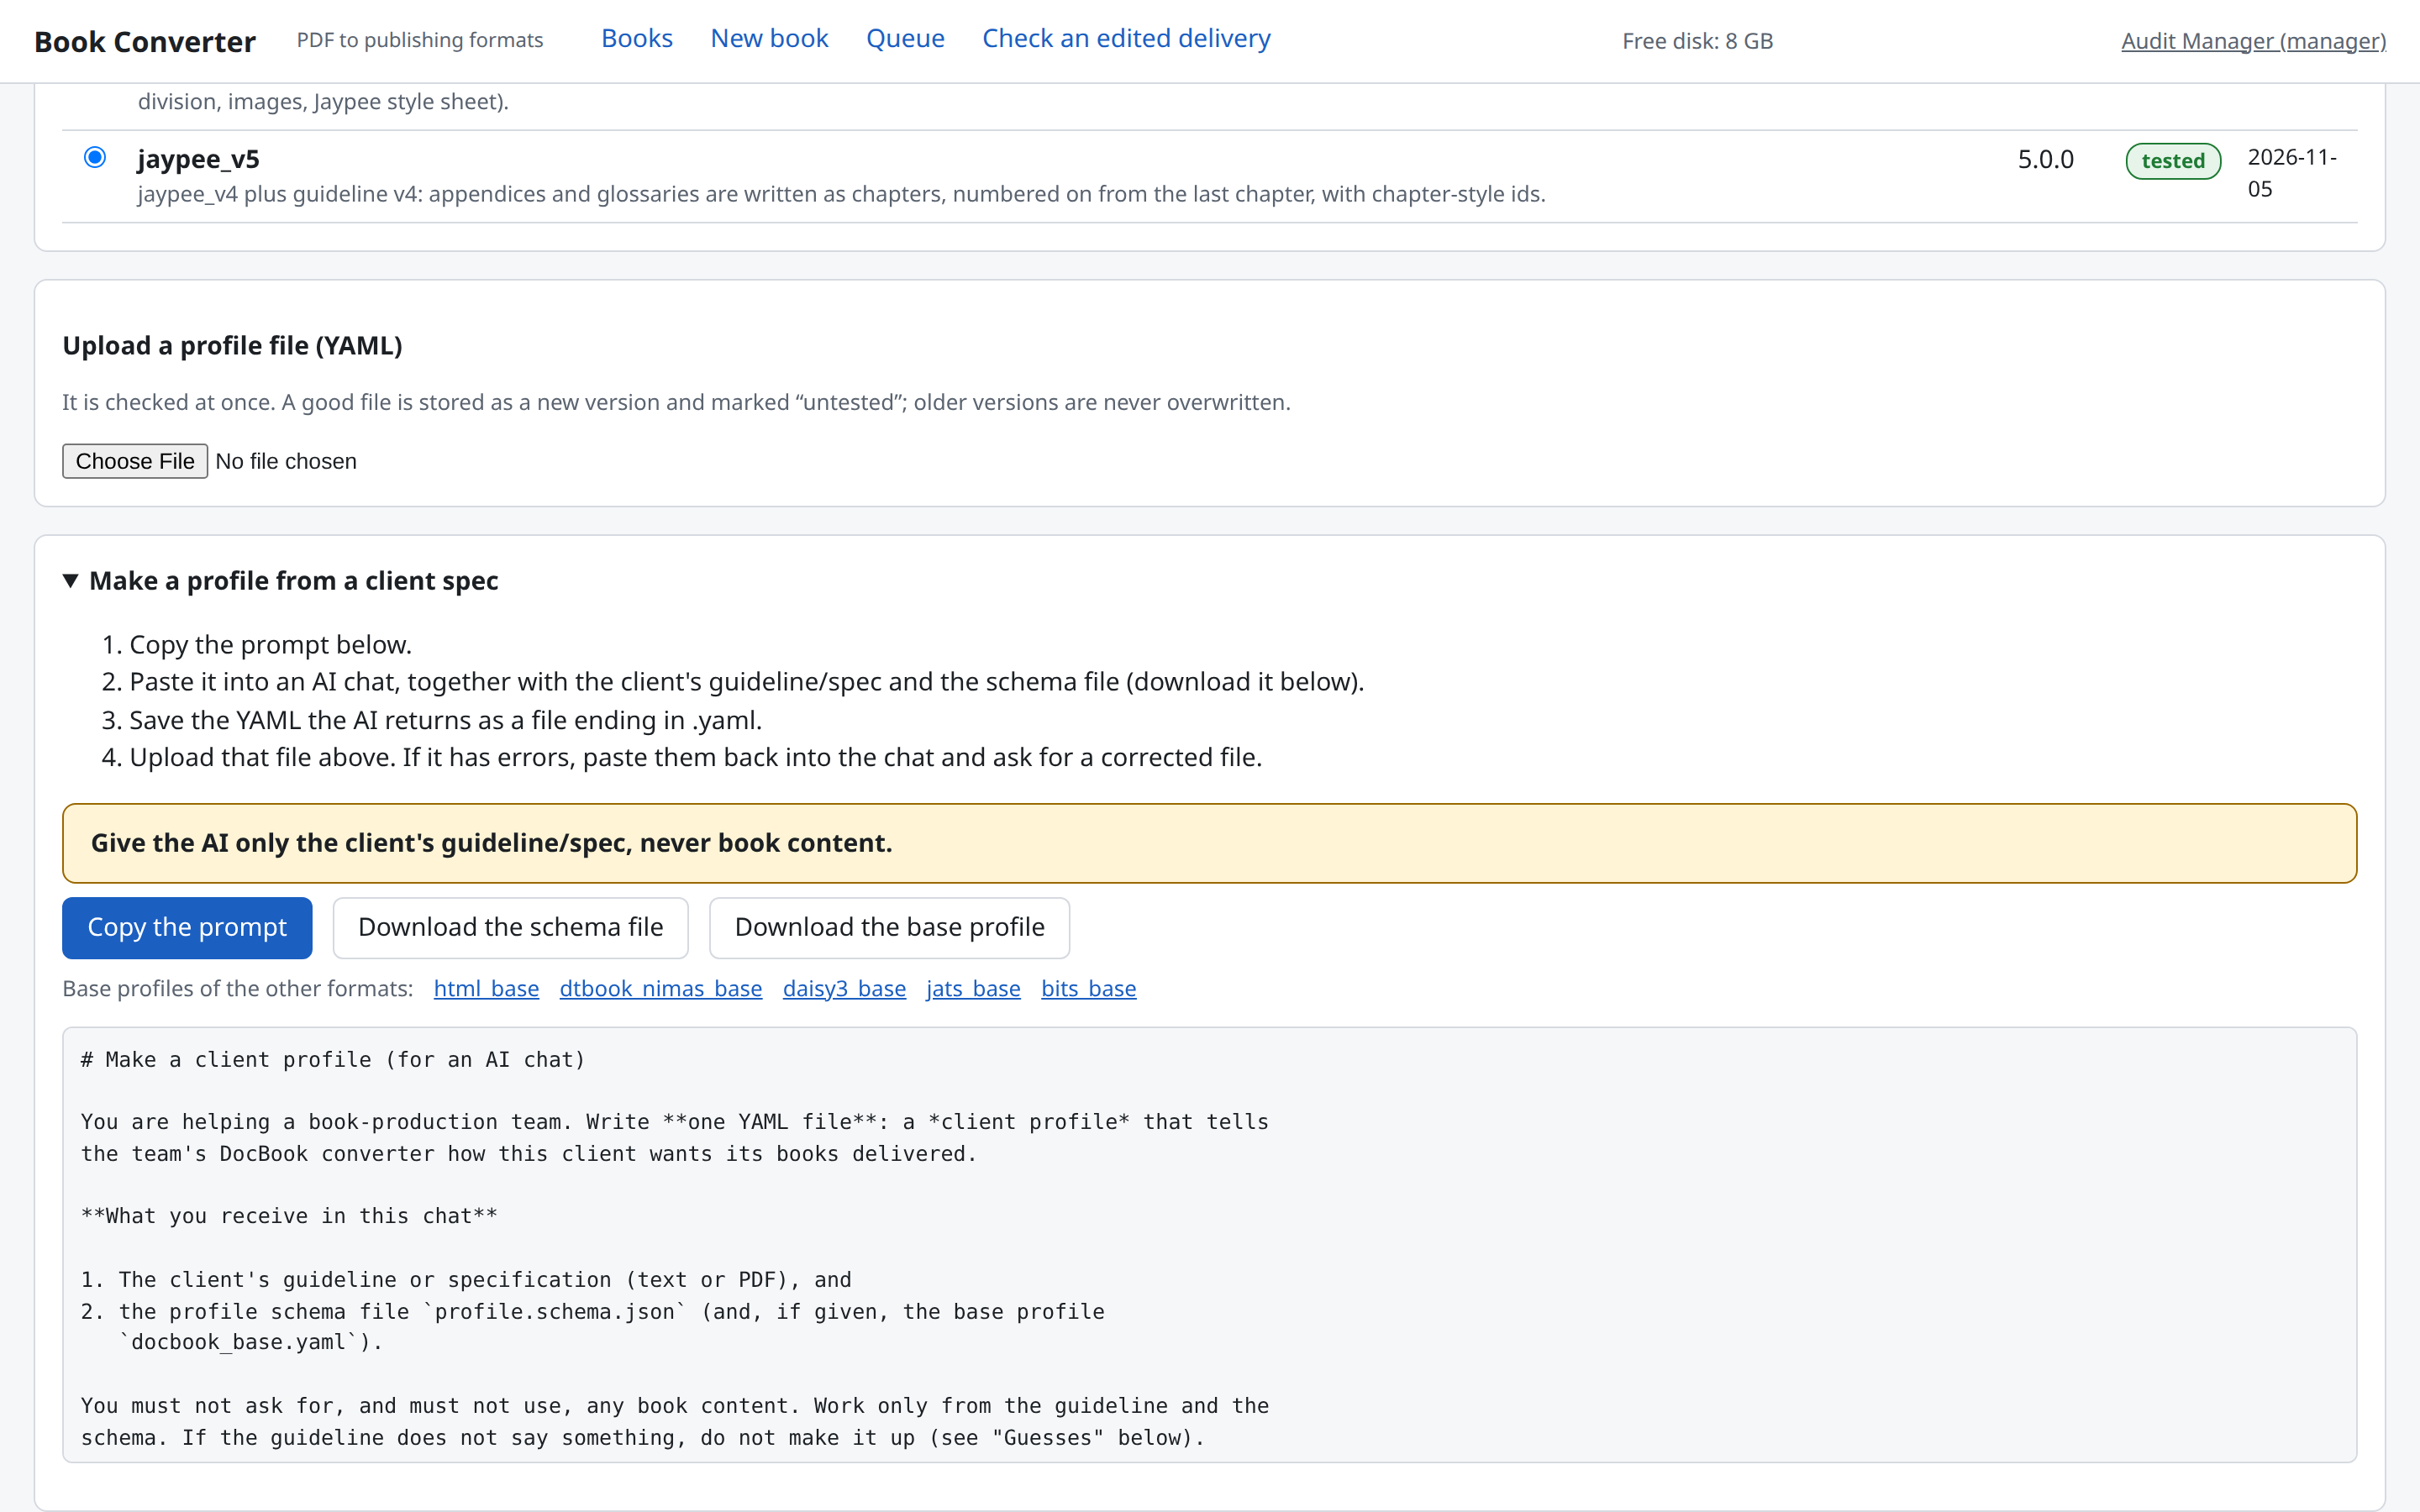 Book Converter PDF to publishing formats Books New book Queue Check an edited delivery Free disk: 8 GB Audit Manager (manager)
division, images, Jaypee style sheet).
jaypee_v5 5.0.0 tested 2026-11-05
jaypee_v4 plus guideline v4: appendices and glossaries are written as chapters, numbered on from the last chapter, with chapter-style ids.
Upload a profile file (YAML)
It is checked at once. A good file is stored as a new version and marked “untested”; older versions are never overwritten.
Choose File No file chosen
▼ Make a profile from a client spec
1. Copy the prompt below.
2. Paste it into an AI chat, together with the client's guideline/spec and the schema file (download it below).
3. Save the YAML the AI returns as a file ending in .yaml.
4. Upload that file above. If it has errors, paste them back into the chat and ask for a corrected file.
Give the AI only the client's guideline/spec, never book content.
Copy the prompt Download the schema file Download the base profile
Base profiles of the other formats: html_base dtbook_nimas_base daisy3_base jats_base bits_base
# Make a client profile (for an AI chat)
You are helping a book-production team. Write **one YAML file**: a *client profile* that tells
the team's DocBook converter how this client wants its books delivered.
**What you receive in this chat**
1. The client's guideline or specification (text or PDF), and
2. the profile schema file `profile.schema.json` (and, if given, the base profile
`docbook_base.yaml`).
You must not ask for, and must not use, any book content. Work only from the guideline and the
schema. If the guideline does not say something, do not make it up (see "Guesses" below).